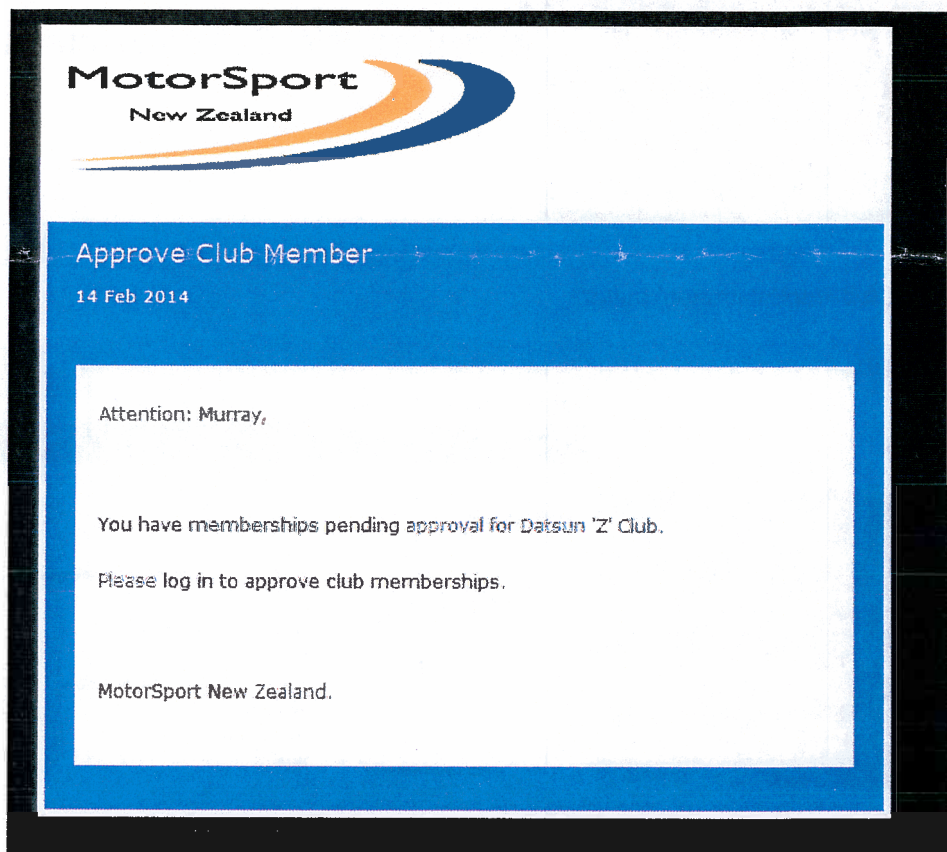 MotorSport
New Zealand
Approve Club Member
14 Feb 2014
Attention: Murray,
You have memberships pending approval for Datsun 'Z' Club.
Please log in to approve club memberships.
MotorSport New Zealand.